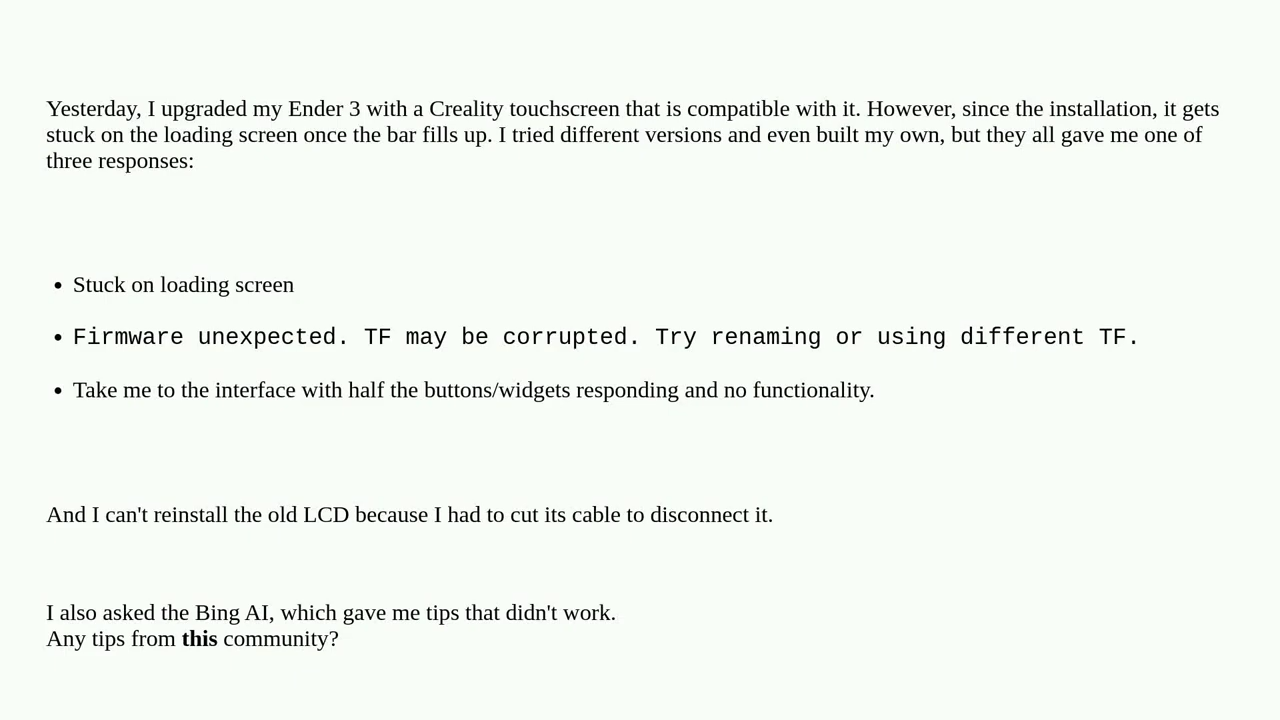 Yesterday, I upgraded my Ender 3 with a Creality touchscreen that is compatible with it. However, since the installation, it gets
stuck on the loading screen once the bar fills up. I tried different versions and even built my own, but they all gave me one of
three responses:
• Stuck on loading screen
• Firmware unexpected. TF may be corrupted. Try renaming or using different TF.
• Take me to the interface with half the buttons/widgets responding and no functionality.
And I can't reinstall the old LCD because I had to cut its cable to disconnect it.
I also asked the Bing AI, which gave me tips that didn't work.
Any tips from this community?